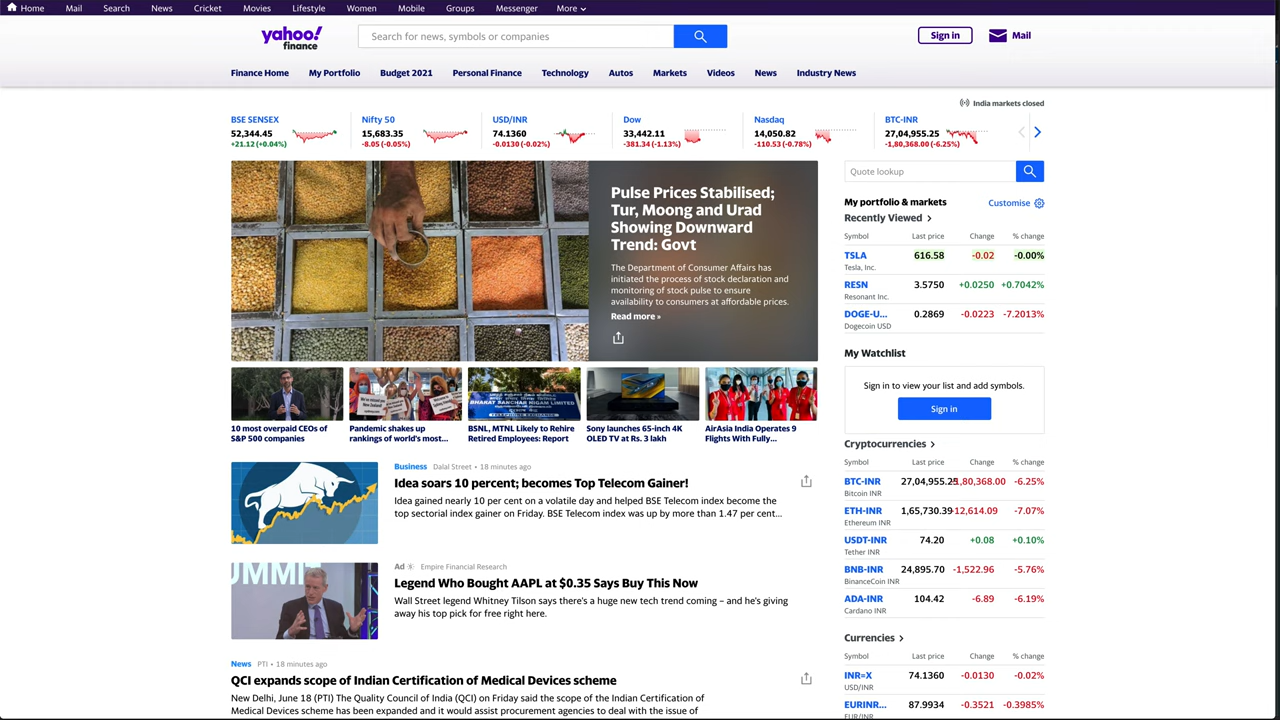 Home Mail Search News Cricket Movies Lifestyle Women Mobile Groups Messenger More
yahoo!
finance
Search for news, symbols or companies
Sign in
Mail
Finance Home My Portfolio Budget 2021 Personal Finance Technology Autos Markets Videos News Industry News
India markets closed
BSE SENSEX
52,344.45
+21.12 (+0.04%)
Nifty 50
15,683.35
-8.05 (-0.05%)
USD/INR
74.1360
-0.0130 (-0.02%)
Dow
33,442.11
-381.34 (-1.13%)
Nasdaq
14,050.82
-110.53 (-0.78%)
BTC-INR
27,04,955.25
-1,80,368.00 (-6.25%)
Pulse Prices Stabilised;
Tur, Moong and Urad
Showing Downward
Trend: Govt
The Department of Consumer Affairs has
initiated the process of stock declaration and
monitoring of stock pulse to ensure
availability to consumers at affordable prices.
Read more »
10 most overpaid CEOs of
S&P 500 companies
Pandemic shakes up
rankings of world's most...
BHARAT SANCHAR NIGAM LIMITED
BSNL, MTNL Likely to Rehire
Retired Employees: Report
Sony launches 65-inch 4K
OLED TV at Rs. 3 lakh
AirAsia India Operates 9
Flights With Fully...
Business Dalal Street • 18 minutes ago
Idea soars 10 percent; becomes Top Telecom Gainer!
Idea gained nearly 10 per cent on a volatile day and helped BSE Telecom index become the
top sectorial index gainer on Friday. BSE Telecom index was up by more than 1.47 per cent...
UMMIT
Ad Empire Financial Research
Legend Who Bought AAPL at $0.35 Says Buy This Now
Wall Street legend Whitney Tilson says there's a huge new tech trend coming – and he's giving
away his top pick for free right here.
News PTI • 18 minutes ago
QCI expands scope of Indian Certification of Medical Devices scheme
New Delhi, June 18 (PTI) The Quality Council of India (QCI) on Friday said the scope of the Indian Certification of
Medical Devices scheme has been expanded and it would assist procurement agencies to deal with the issue of
Quote lookup
My portfolio & markets
Customise
Recently Viewed
Symbol Last price Change % change
TSLA 616.58 -0.02 -0.00%
Tesla, Inc.
RESN 3.5750 +0.0250 +0.7042%
Resonant Inc.
DOGE-U... 0.2869 -0.0223 -7.2013%
Dogecoin USD
My Watchlist
Sign in to view your list and add symbols.
Sign in
Cryptocurrencies
Symbol Last price Change % change
BTC-INR 27,04,955.25 -1,80,368.00 -6.25%
Bitcoin INR
ETH-INR 1,65,730.39 -12,614.09 -7.07%
Ethereum INR
USDT-INR 74.20 +0.08 +0.10%
Tether INR
BNB-INR 24,895.70 -1,522.96 -5.76%
BinanceCoin INR
ADA-INR 104.42 -6.89 -6.19%
Cardano INR
Currencies
Symbol Last price Change % change
INR=X 74.1360 -0.0130 -0.02%
USD/INR
EURINR... 87.9934 -0.3521 -0.3985%
EUR/INR